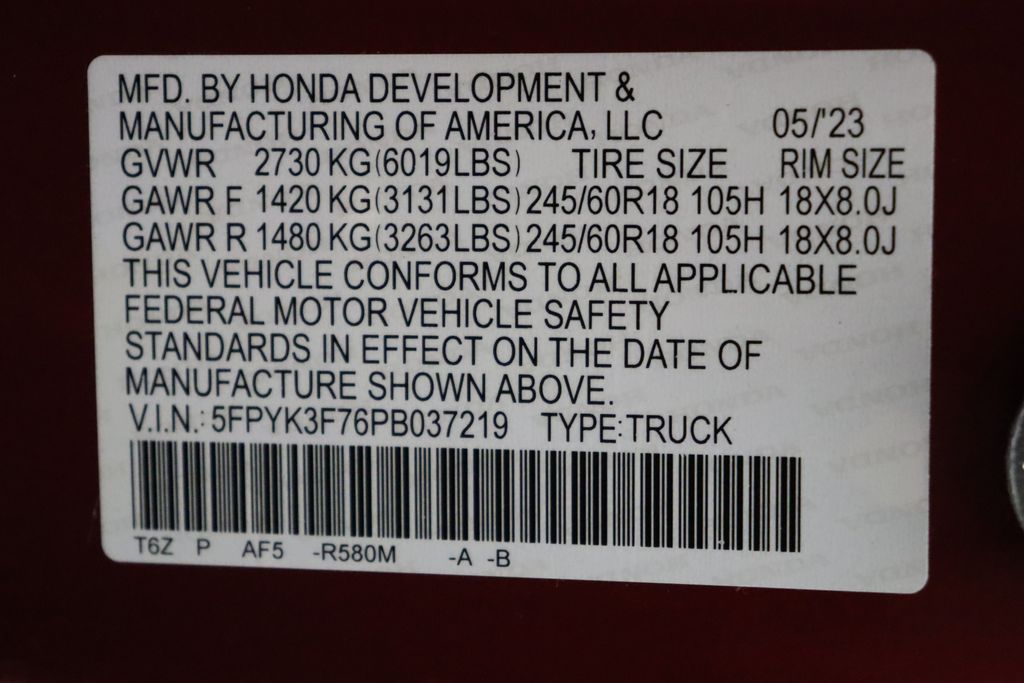 MFD. BY HONDA DEVELOPMENT &
MANUFACTURING OF AMERICA, LLC 05/'23
GVWR 2730 KG(6019LBS) TIRE SIZE RIM SIZE
GAWR F 1420 KG(3131LBS) 245/60R18 105H 18X8.0J
GAWR R 1480 KG(3263LBS) 245/60R18 105H 18X8.0J
THIS VEHICLE CONFORMS TO ALL APPLICABLE
FEDERAL MOTOR VEHICLE SAFETY
STANDARDS IN EFFECT ON THE DATE OF
MANUFACTURE SHOWN ABOVE.
V.I.N.: 5FPYK3F76PB037219 TYPE: TRUCK
T6Z P AF5 -R580M -A -B